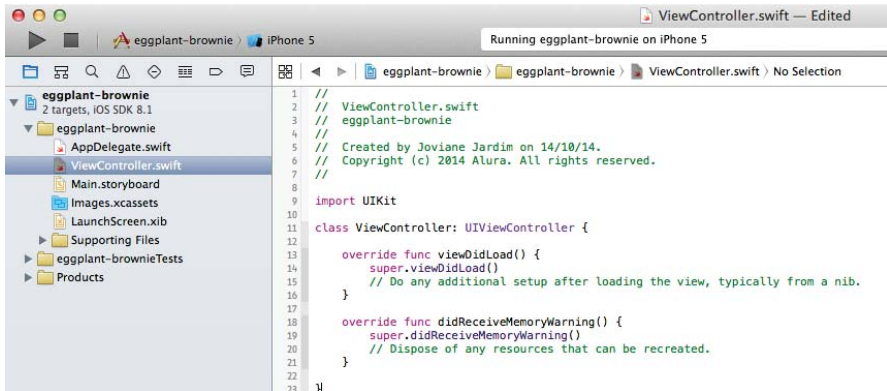 ViewController.swift — Edited
eggplant-brownie › iPhone 5
Running eggplant-brownie on iPhone 5
eggplant-brownie › eggplant-brownie › ViewController.swift › No Selection
eggplant-brownie
2 targets, iOS SDK 8.1
eggplant-brownie
AppDelegate.swift
ViewController.swift
Main.storyboard
Images.xcassets
LaunchScreen.xib
Supporting Files
eggplant-brownieTests
Products
1 //
2 //  ViewController.swift
3 //  eggplant-brownie
4 //
5 //  Created by Joviane Jardim on 14/10/14.
6 //  Copyright (c) 2014 Alura. All rights reserved.
7 //
8
9 import UIKit
10
11 class ViewController: UIViewController {
12
13     override func viewDidLoad() {
14         super.viewDidLoad()
15         // Do any additional setup after loading the view, typically from a nib.
16     }
17
18     override func didReceiveMemoryWarning() {
19         super.didReceiveMemoryWarning()
20         // Dispose of any resources that can be recreated.
21     }
22
23 }